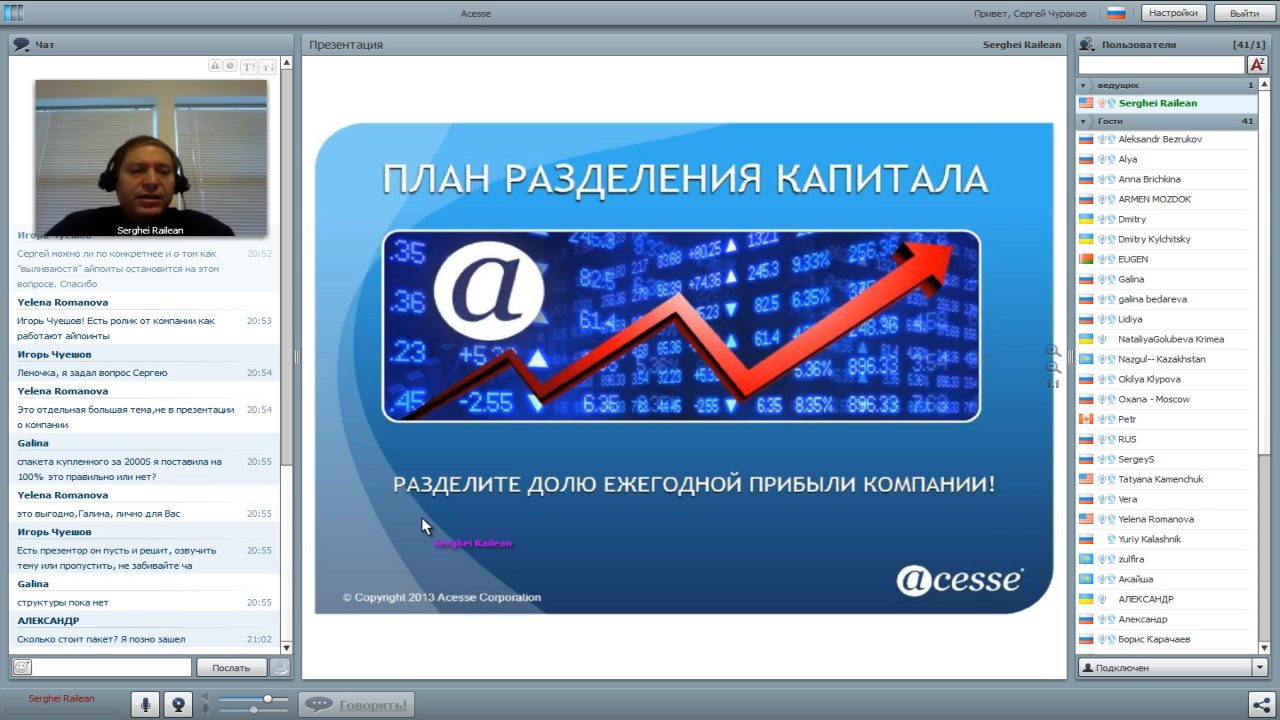 Acesse
Привет, Сергей Чураков
Настройки
Выйти
Чат
Serghei Railean
Игорь Чуешов
Сергей можно ли по конкретнее и о том как
20:52
"выливаюстя" айпоиты остановится на этом
вопросе. Спасибо
Yelena Romanova
Игорь Чуешов! Есть ролик от компании как
20:53
работают айпоинты
Игорь Чуешов
Леночка, я задал вопрос Сергею
20:54
Yelena Romanova
Это отдельная большая тема,не в презентации
20:54
о компании
Galina
спакета купленного за 2000S я поставила на
20:55
100% это правильно или нет?
Yelena Romanova
это выгодно,Галина, лично для Вас
20:55
Игорь Чуешов
Есть презентор он пусть и решит, озвучить
20:55
тему или пропустить, не забивайте ча
Galina
структуры пока нет
20:55
АЛЕКСАНДР
Сколько стоит пакет? Я позно зашел
21:02
Послать
Serghei Railean
Говорить!
Презентация
Serghei Railean
ПЛАН РАЗДЕЛЕНИЯ КАПИТАЛА
РАЗДЕЛИТЕ ДОЛЮ ЕЖЕГОДНОЙ ПРИБЫЛИ КОМПАНИИ!
Serghei Railean
© Copyright 2013 Acesse Corporation
@cesse
Пользователи
[41/1]
ведущих
1
Serghei Railean
Гости
41
Aleksandr Bezrukov
Alya
Anna Brichkina
ARMEN MOZDOK
Dmitry
Dmitry Kylchitsky
EUGEN
Galina
galina bedareva
Lidiya
NataliyaGolubeva Krimea
Nazgul-- Kazakhstan
Okilya Klypova
Oxana - Moscow
Petr
RUS
SergeyS
Tatyana Kamenchuk
Vera
Yelena Romanova
Yuriy Kalashnik
zulfira
Акайша
АЛЕКСАНДР
Александр
Борис Карачаев
Подключен